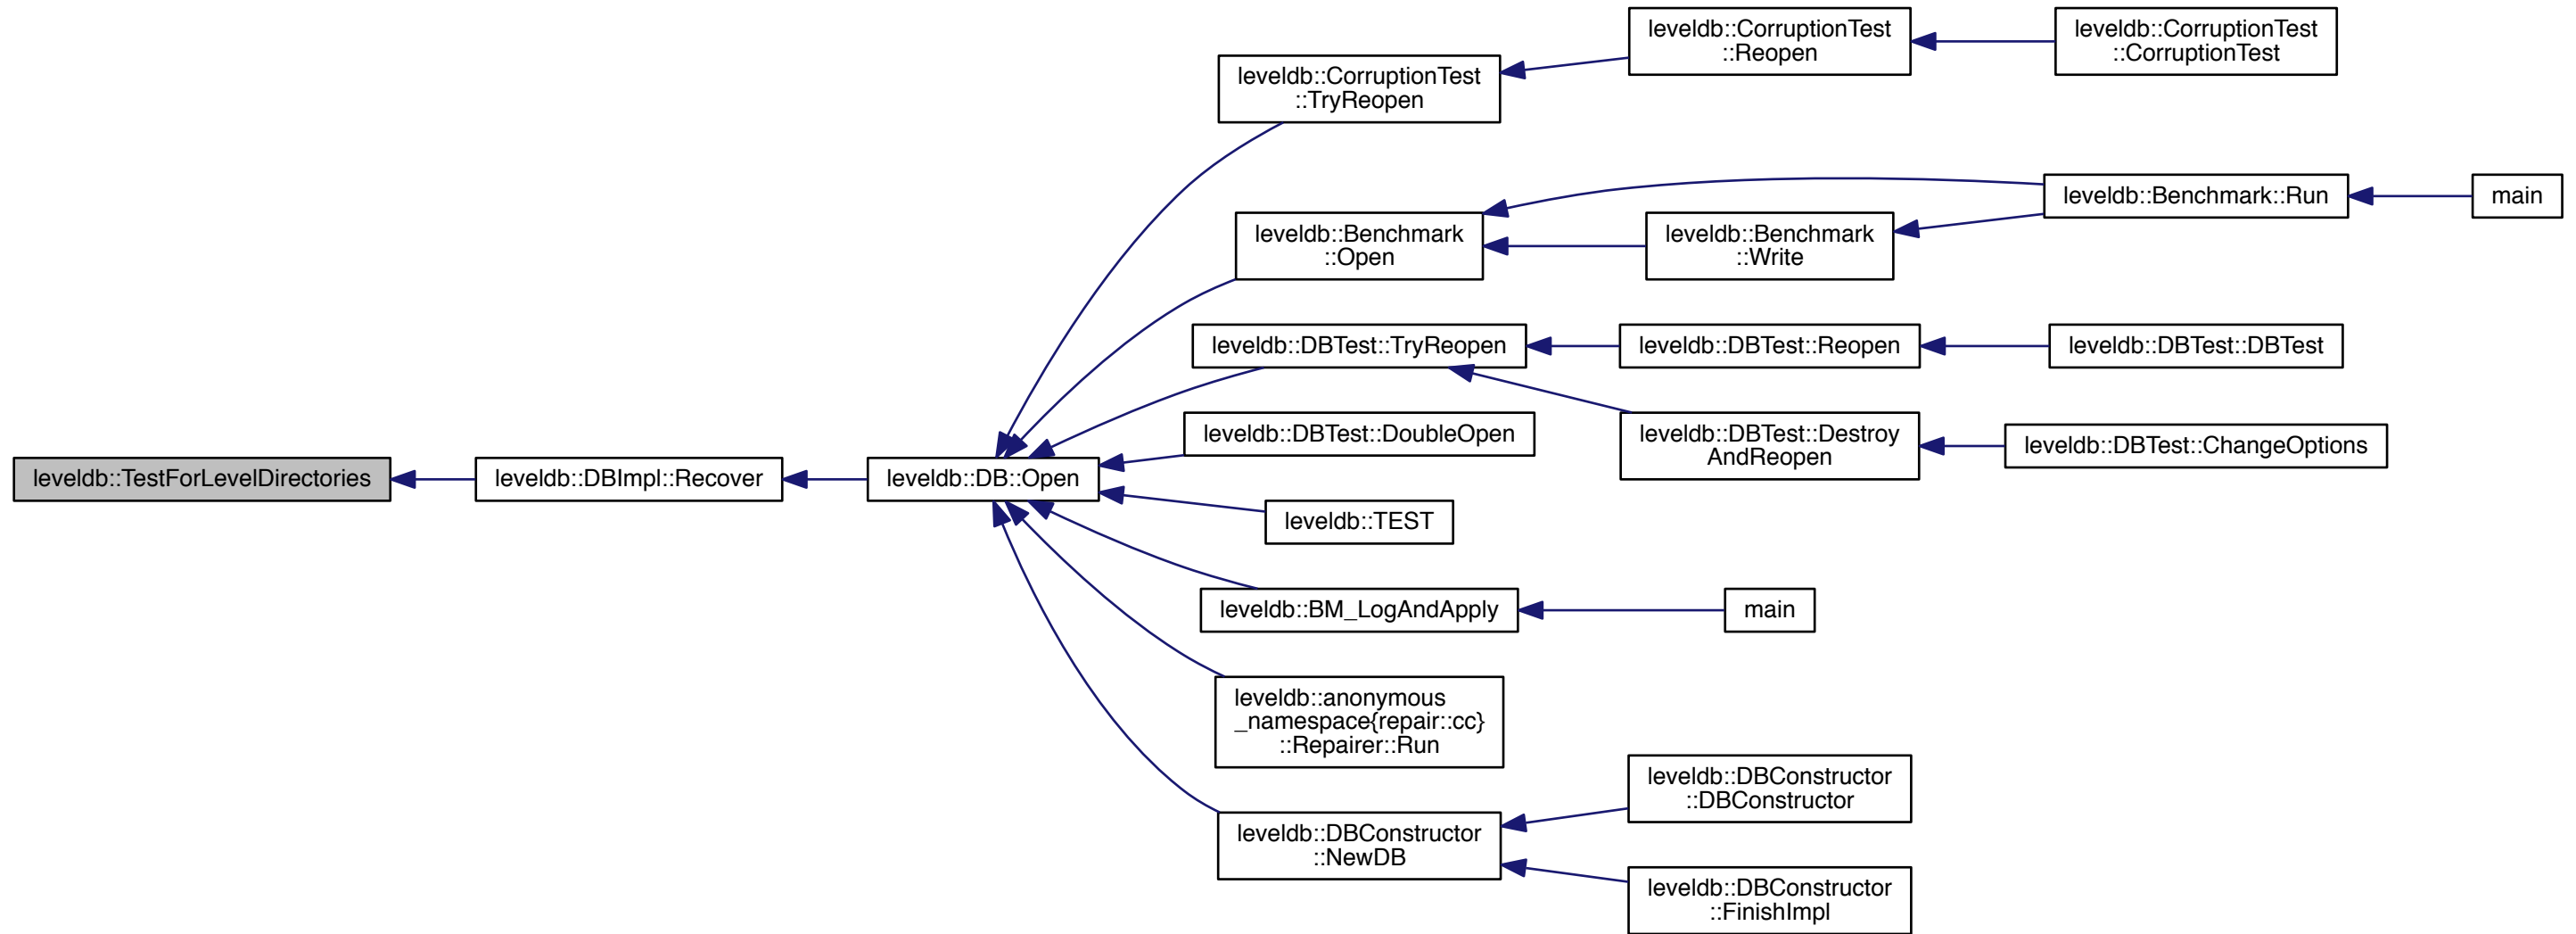 leveldb::CorruptionTest
::Reopen
leveldb::CorruptionTest
::CorruptionTest
leveldb::CorruptionTest
::TryReopen
leveldb::Benchmark::Run
main
leveldb::Benchmark
::Open
leveldb::Benchmark
::Write
leveldb::DBTest::TryReopen
leveldb::DBTest::Reopen
leveldb::DBTest::DBTest
leveldb::DBTest::DoubleOpen
leveldb::DBTest::Destroy
AndReopen
leveldb::DBTest::ChangeOptions
leveldb::TestForLevelDirectories
leveldb::DBImpl::Recover
leveldb::DB::Open
leveldb::TEST
leveldb::BM_LogAndApply
main
leveldb::anonymous
_namespace{repair::cc}
::Repairer::Run
leveldb::DBConstructor
::DBConstructor
leveldb::DBConstructor
::NewDB
leveldb::DBConstructor
::FinishImpl